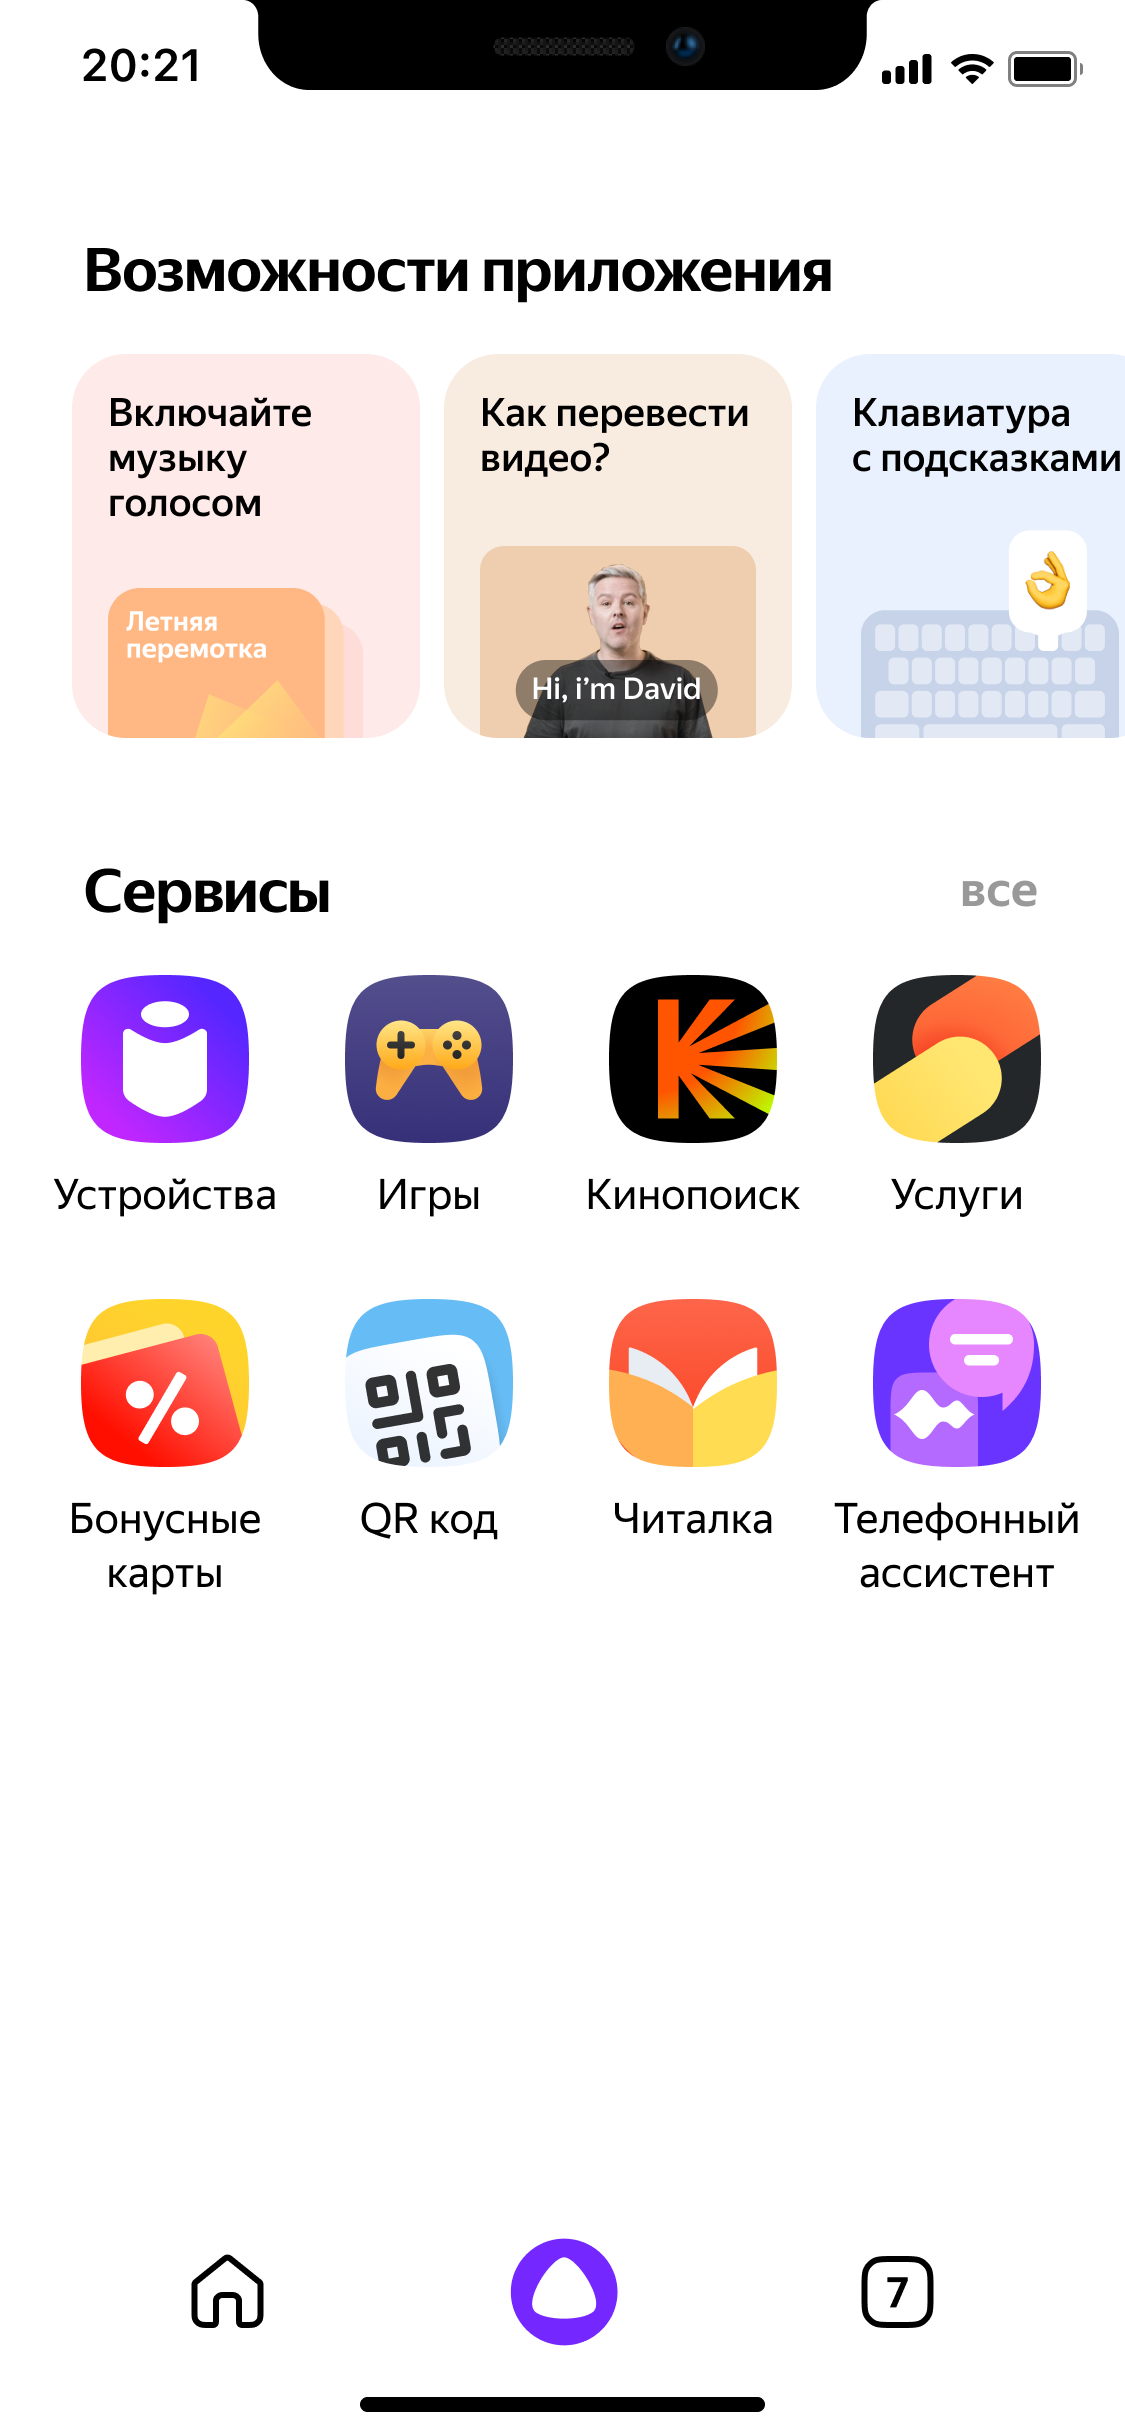 20:21
Возможности приложения
Включайте
музыку
голосом
Летняя
перемотка
Как перевести
видео?
Hi, i’m David
Клавиатура
с подсказками
Сервисы
все
Устройства
Игры
Кинопоиск
Услуги
Бонусные
карты
QR код
Читалка
Телефонный
ассистент
7